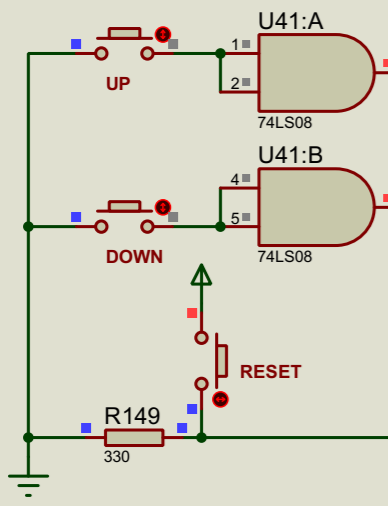 U41:A
1
2
UP
74LS08
U41:B
4
5
DOWN
74LS08
RESET
R149
330